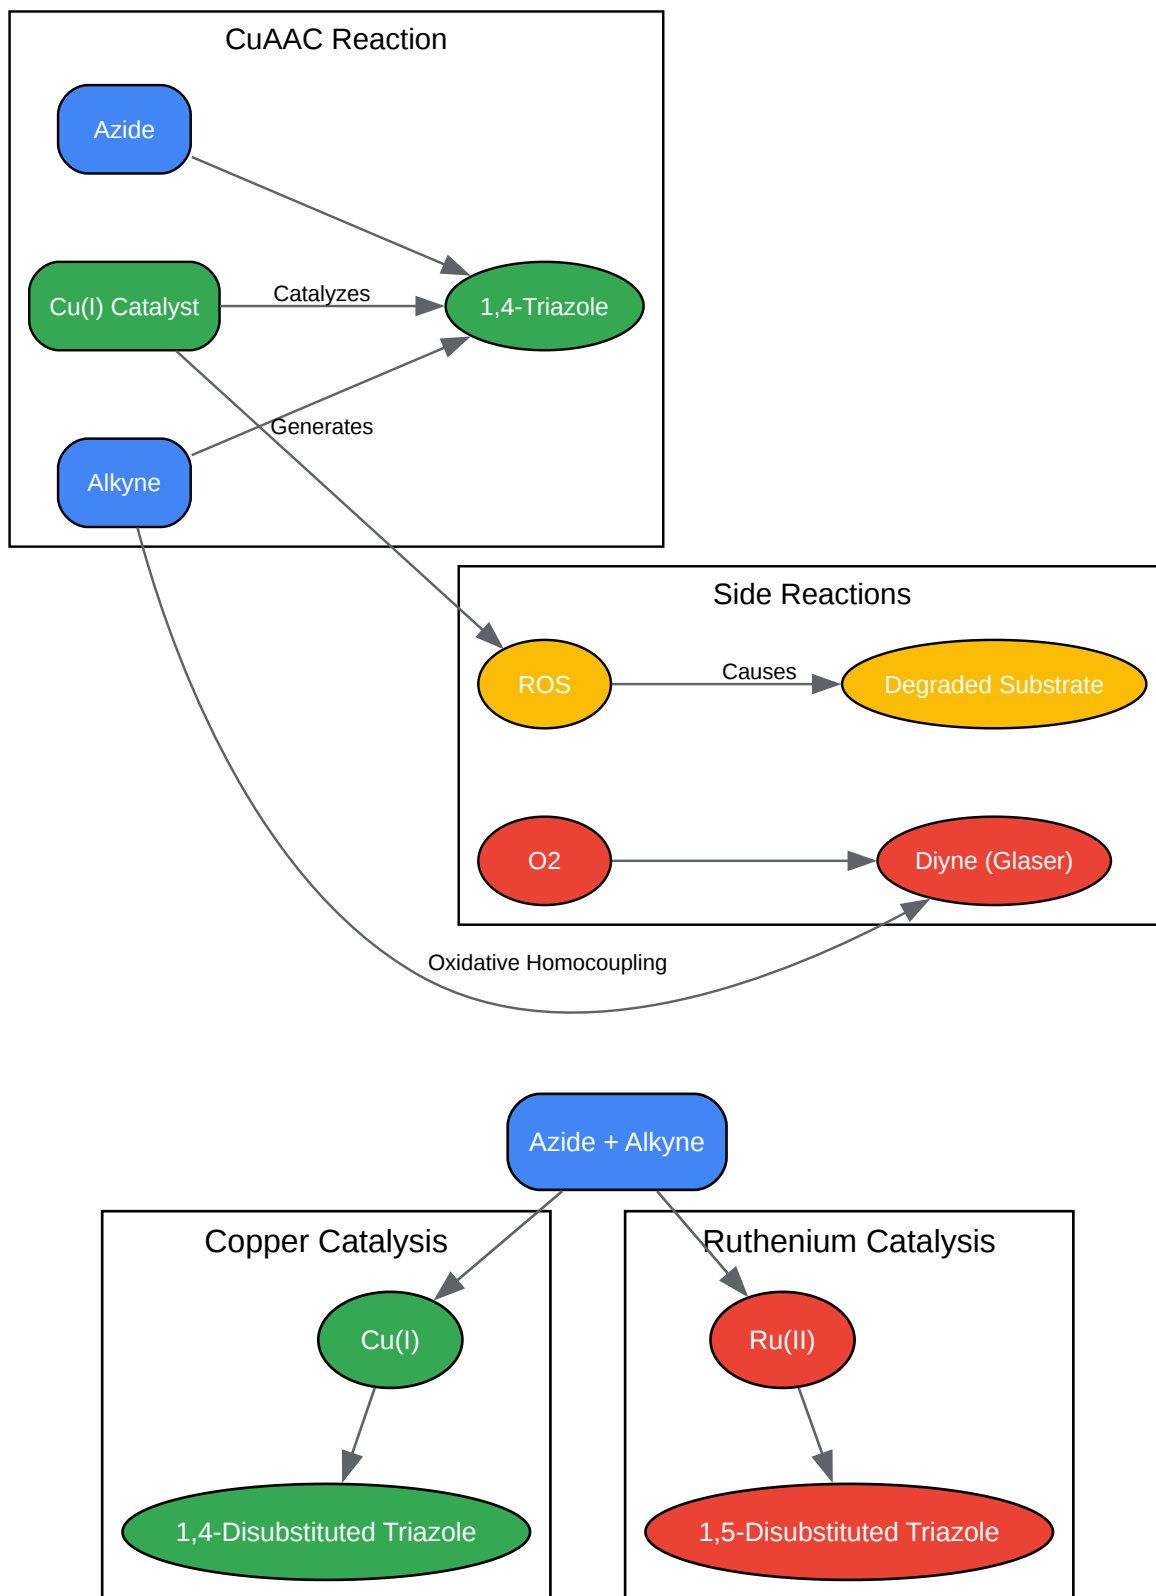 CuAAC Reaction
Azide
Cu(I) Catalyst
Catalyzes
1,4-Triazole
Generates
Alkyne
Side Reactions
ROS
Causes
Degraded Substrate
O2
Diyne (Glaser)
Oxidative Homocoupling
Azide + Alkyne
Copper Catalysis
Ruthenium Catalysis
Cu(I)
Ru(II)
1,4-Disubstituted Triazole
1,5-Disubstituted Triazole